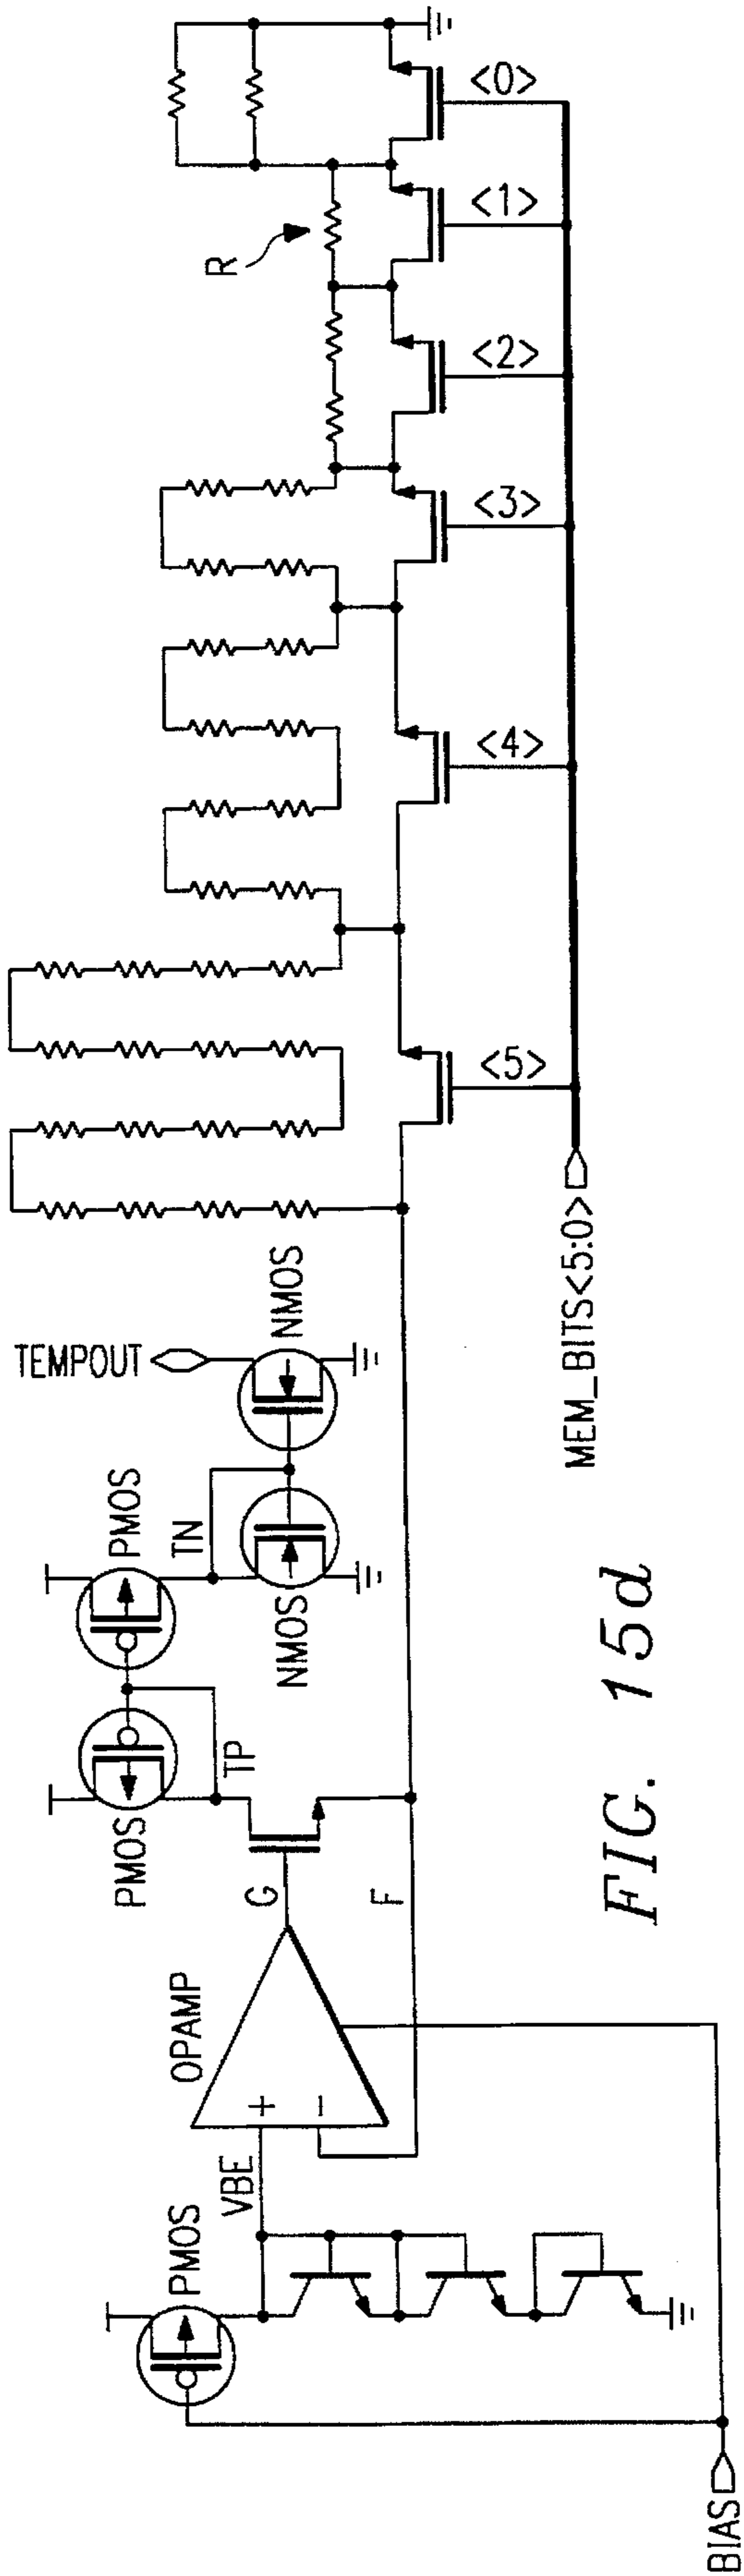 BIAS
PMOS
VBE
+
−
OPAMP
G
F
PMOS
TP
PMOS
TN
NMOS
NMOS
TEMPOUT
MEM_BITS<5:0>
<5>
<4>
<3>
<2>
<1>
<0>
R
FIG. 15d